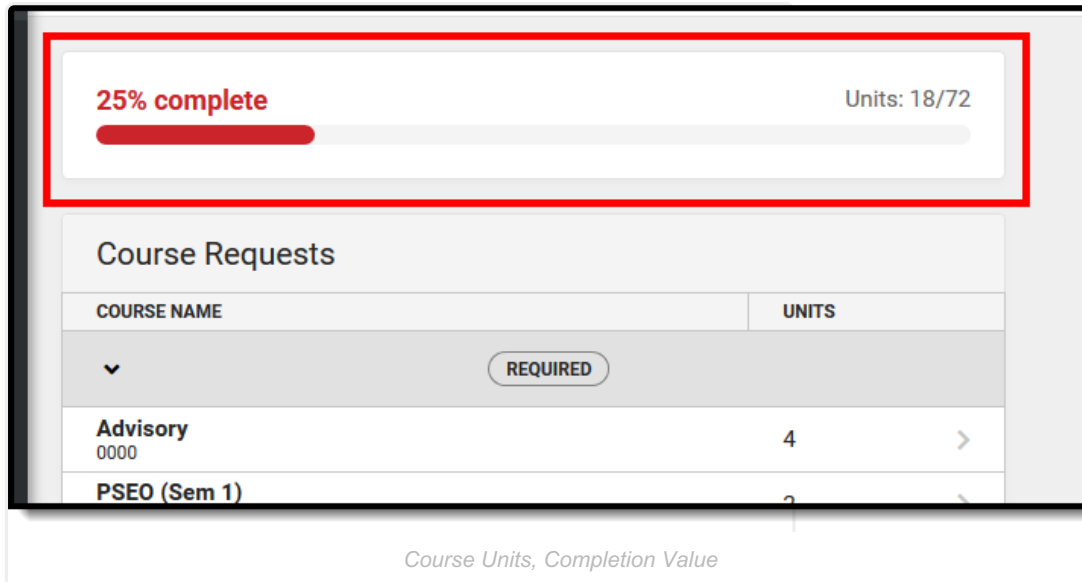 25% complete
Units: 18/72
Course Requests
COURSE NAME UNITS
REQUIRED
Advisory 4
0000
PSEO (Sem 1)
Course Units, Completion Value